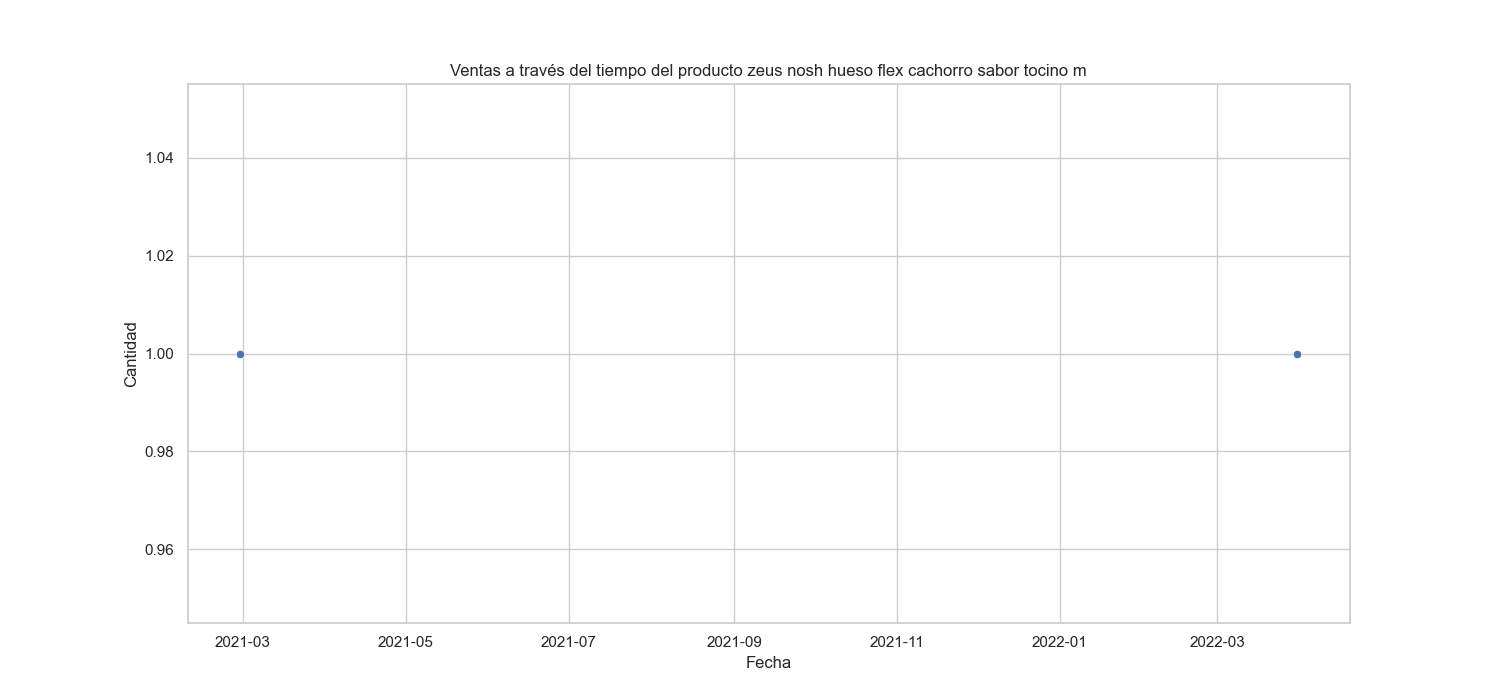 Ventas a través del tiempo del producto zeus nosh hueso flex cachorro sabor tocino m
1.04
1.02
1.00
0.98
0.96
Cantidad
2021-03 2021-05 2021-07 2021-09 2021-11 2022-01 2022-03
Fecha